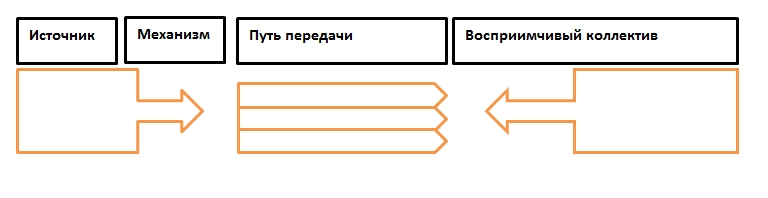 Источник
Механизм
Путь передачи
Восприимчивый коллектив